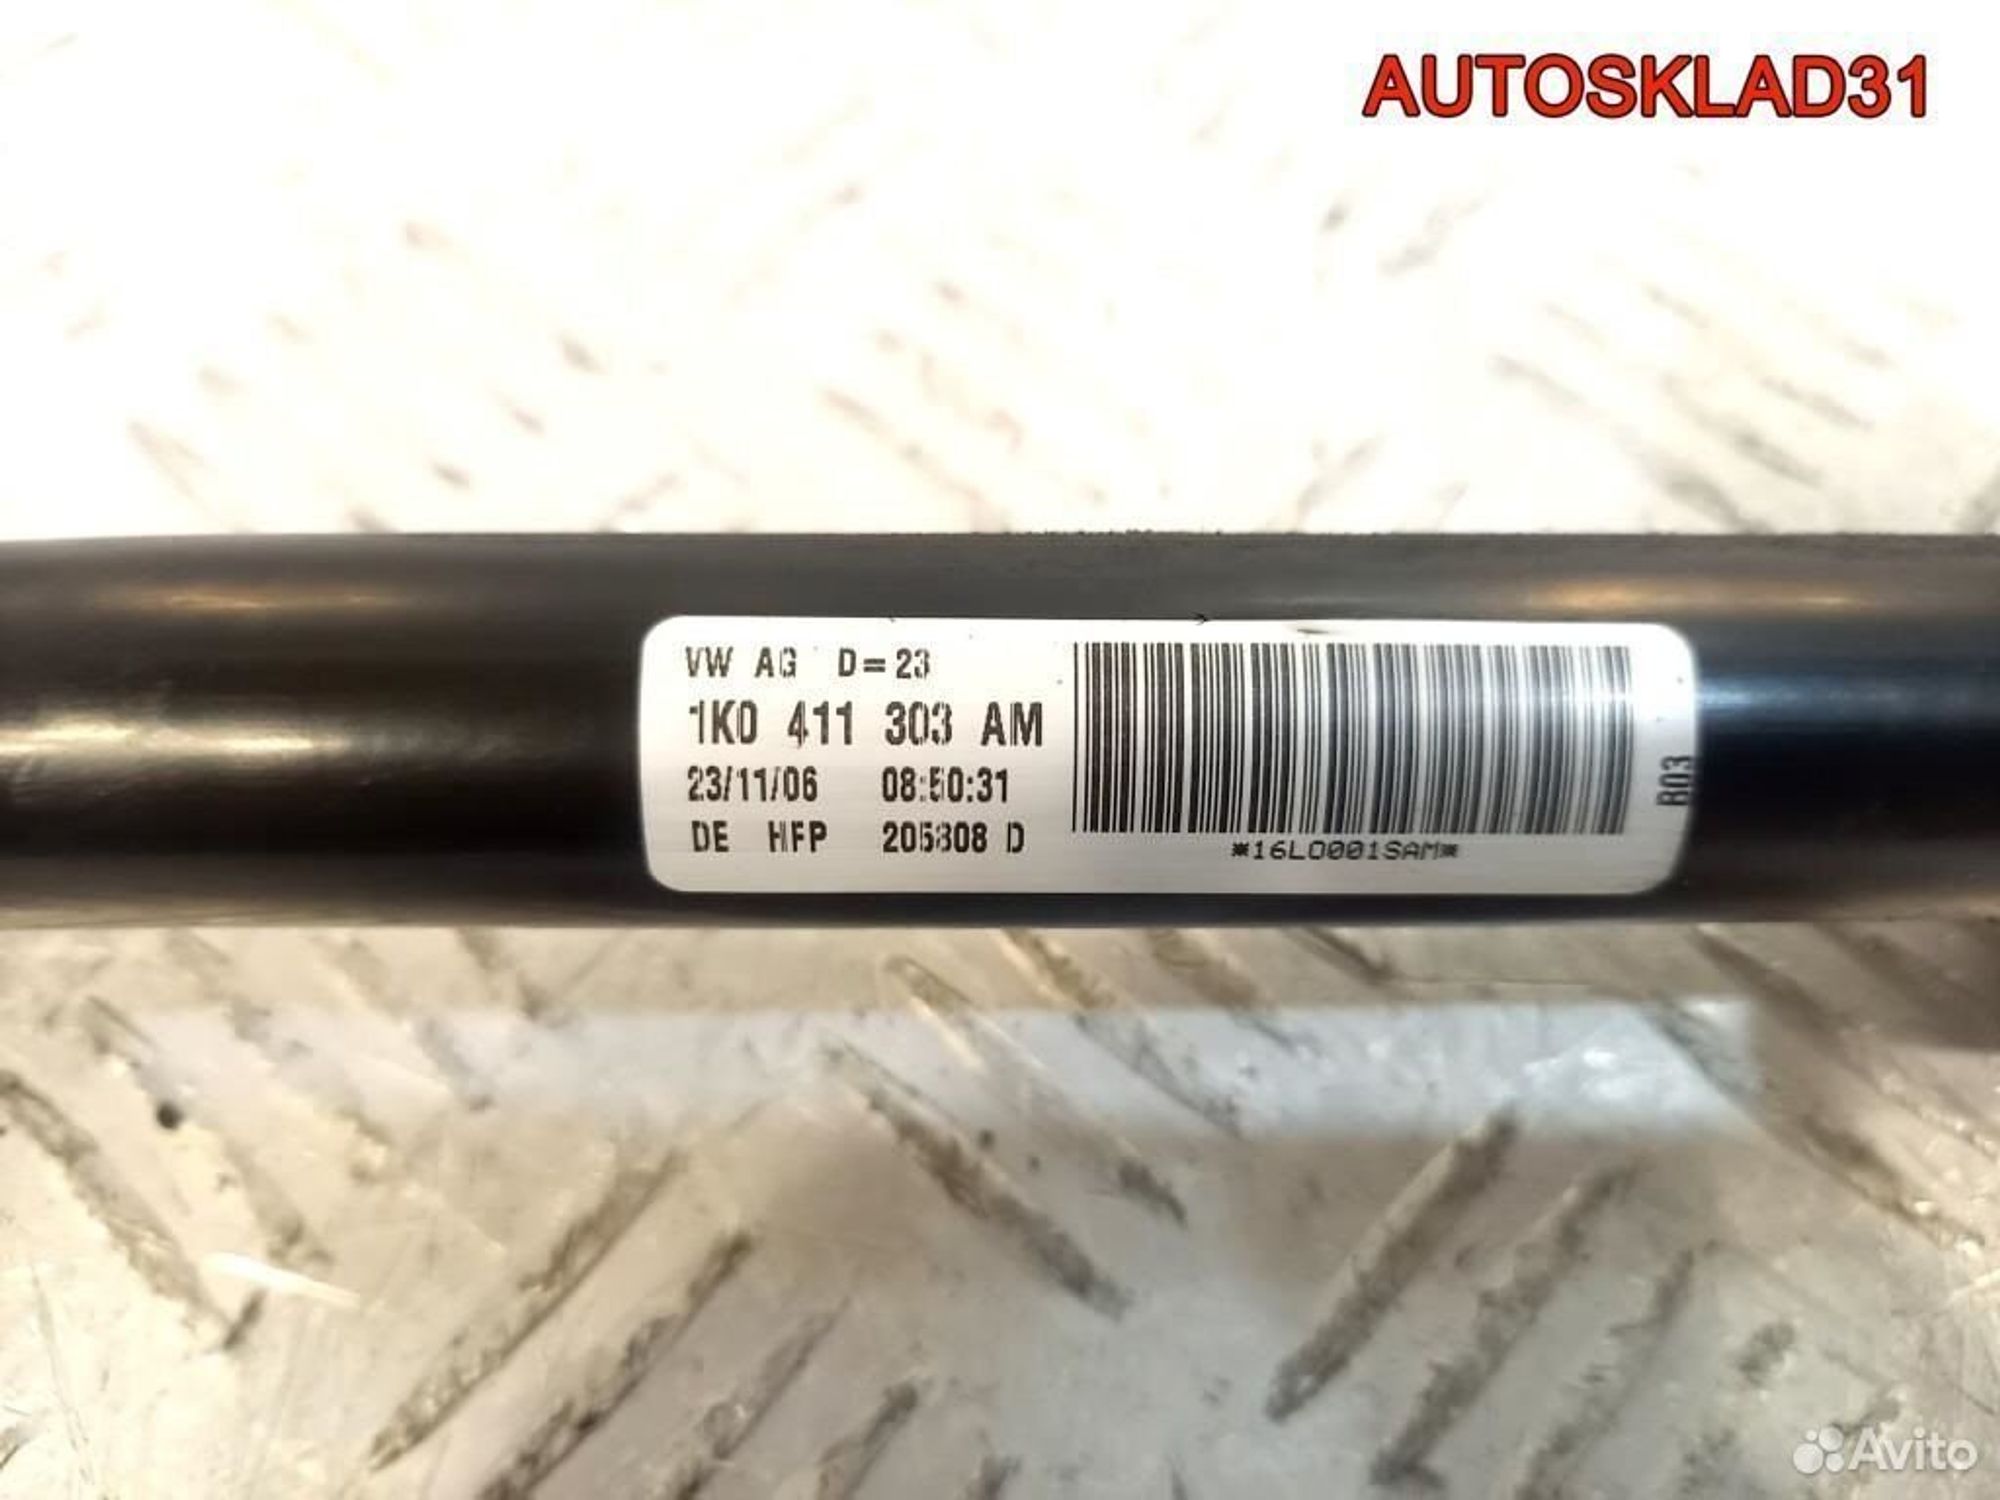 AUTOSKLAD31
VW AG D=23
1K0 411 303 AM
23/11/06 08:50:31
DE HFP 205808 D
*16LO001SAM*
B03
Avito